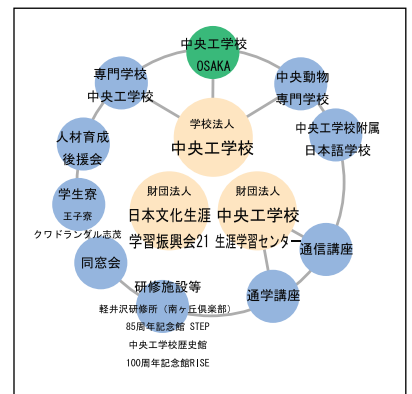 中央工学校
OSAKA
専門学校
中央工学校
中央動物
専門学校
学校法人
中央工学校
中央工学校附属
日本語学校
人材育成
後援会
学生寮
王子寮
クワドランダル志茂
財団法人
日本文化生涯
学習振興会21
財団法人
中央工学校
生涯学習センター
同窓会
通信講座
通学講座
研修施設等
軽井沢研修所（南ヶ丘倶楽部）
85周年記念館 STEP
中央工学校歴史館
100周年記念館RISE